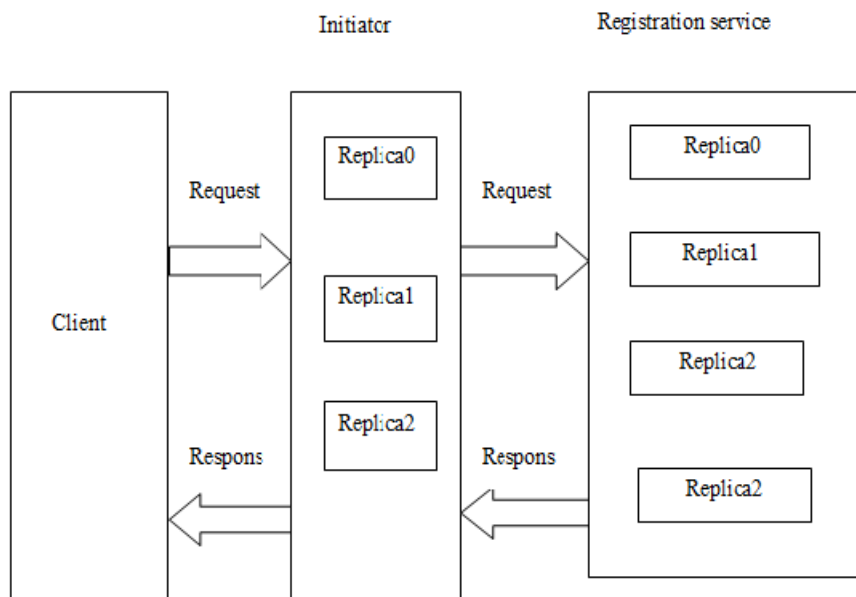 Initiator
Registration service
Replica0
Replica0
Request
Request
Replica1
Replica1
Client
Replica2
Replica2
Respons
Respons
Replica2